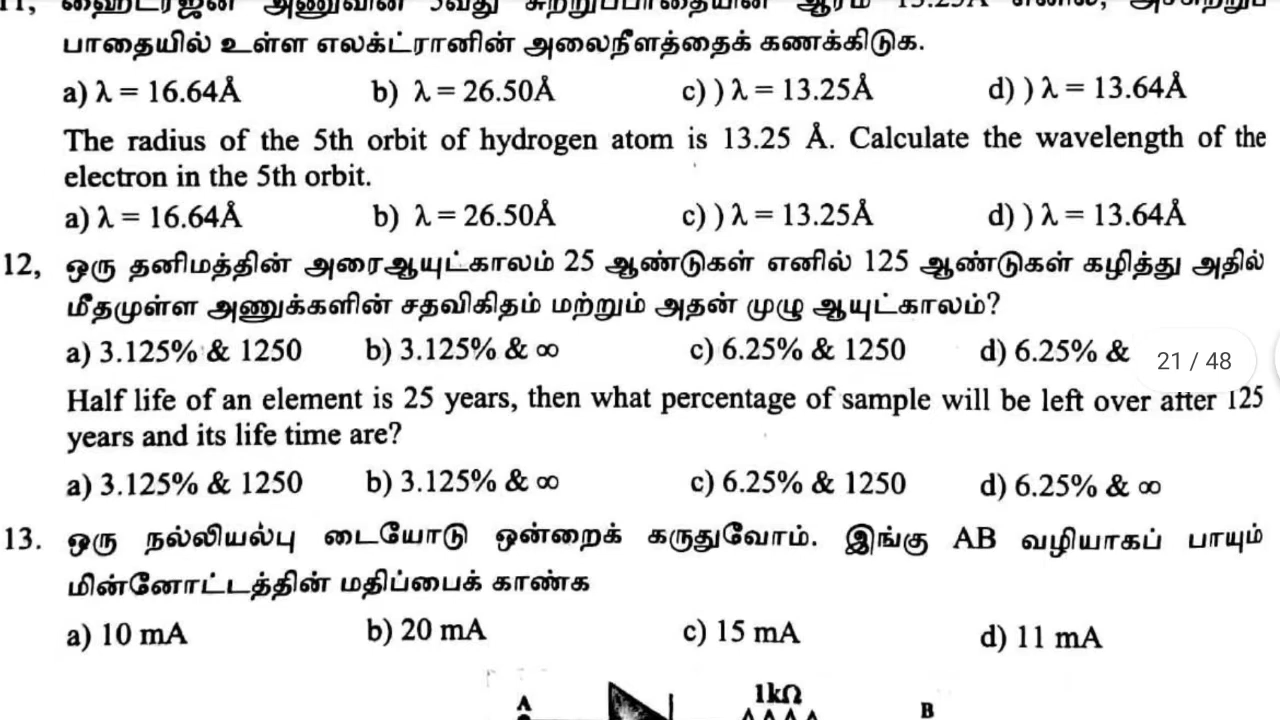 பாதையில் உள்ள எலக்ட்ரானின் அலைநீளத்தைக் கணக்கிடுக.
a) λ = 16.64Å b) λ = 26.50Å c) ) λ = 13.25Å d) ) λ = 13.64Å
The radius of the 5th orbit of hydrogen atom is 13.25 Å. Calculate the wavelength of the
electron in the 5th orbit.
a) λ = 16.64Å b) λ = 26.50Å c) ) λ = 13.25Å d) ) λ = 13.64Å
12, ஒரு தனிமத்தின் அரைஆயுட்காலம் 25 ஆண்டுகள் எனில் 125 ஆண்டுகள் கழித்து அதில்
மீதமுள்ள அணுக்களின் சதவிகிதம் மற்றும் அதன் முழு ஆயுட்காலம்?
a) 3.125% & 1250 b) 3.125% & ∞ c) 6.25% & 1250 d) 6.25% & 21 / 48
Half life of an element is 25 years, then what percentage of sample will be left over after 125
years and its life time are?
a) 3.125% & 1250 b) 3.125% & ∞ c) 6.25% & 1250 d) 6.25% & ∞
13. ஒரு நல்லியல்பு டையோடு ஒன்றைக் கருதுவோம். இங்கு AB வழியாகப் பாயும்
மின்னோட்டத்தின் மதிப்பைக் காண்க
a) 10 mA b) 20 mA c) 15 mA d) 11 mA
A 1kΩ B